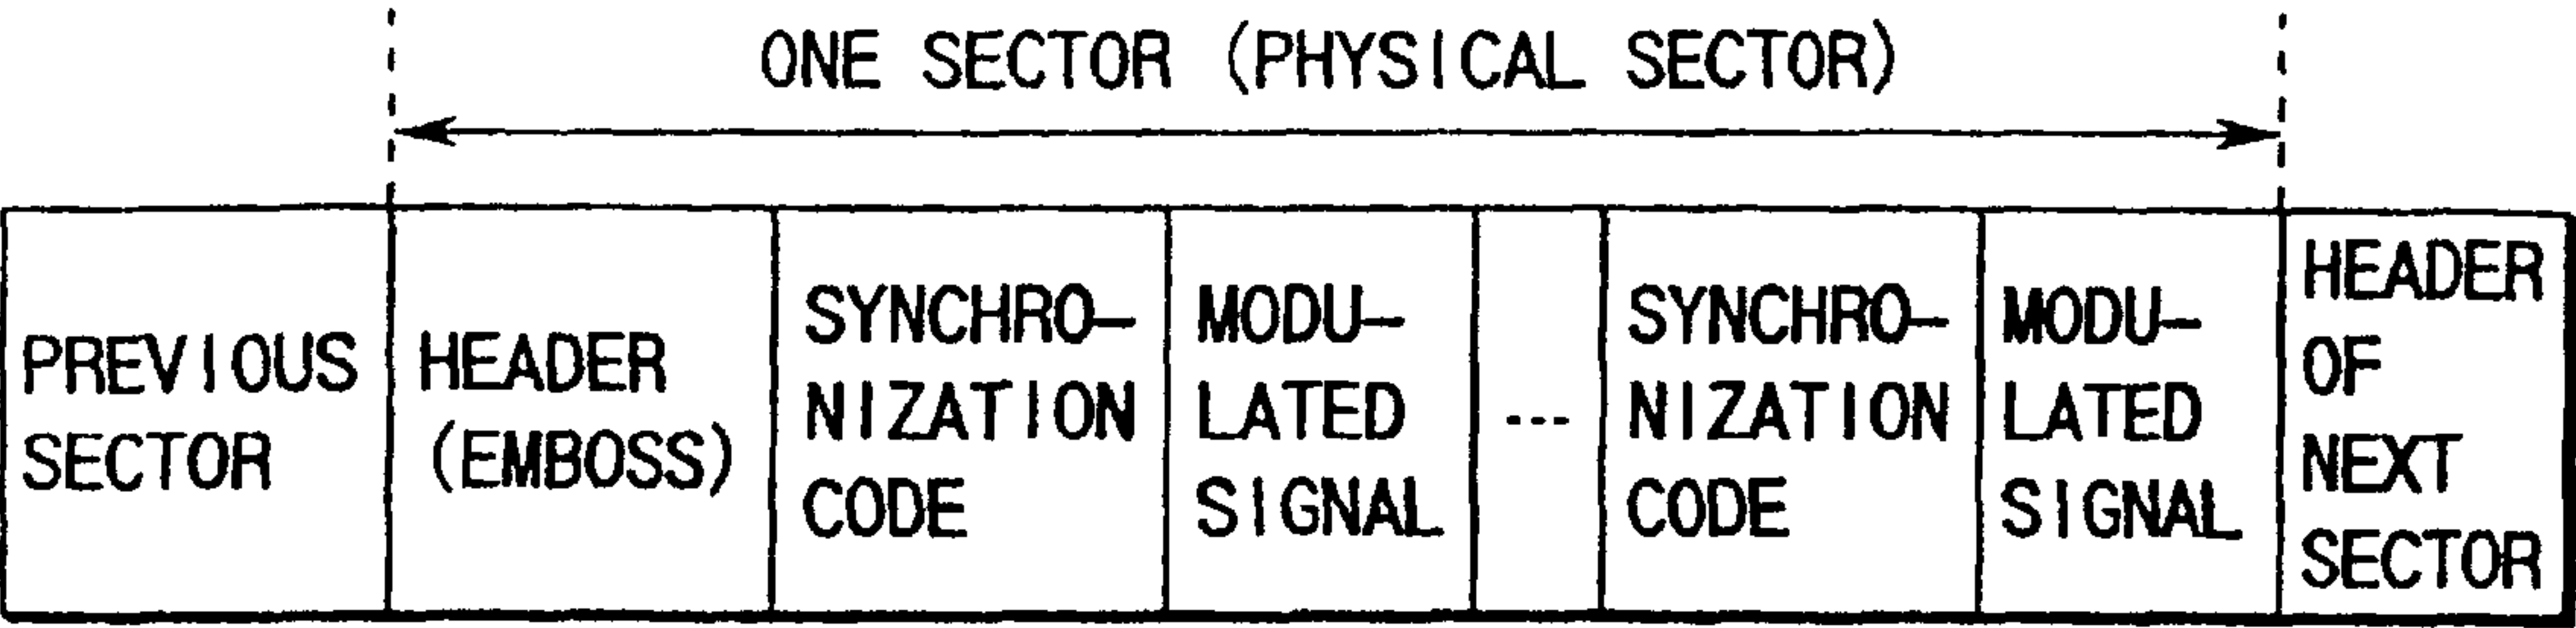 ONE SECTOR (PHYSICAL SECTOR)
PREVIOUS
SECTOR
HEADER
(EMBOSS)
SYNCHRO-
NIZATION
CODE
MODU-
LATED
SIGNAL
---
SYNCHRO-
NIZATION
CODE
MODU-
LATED
SIGNAL
HEADER
OF
NEXT
SECTOR